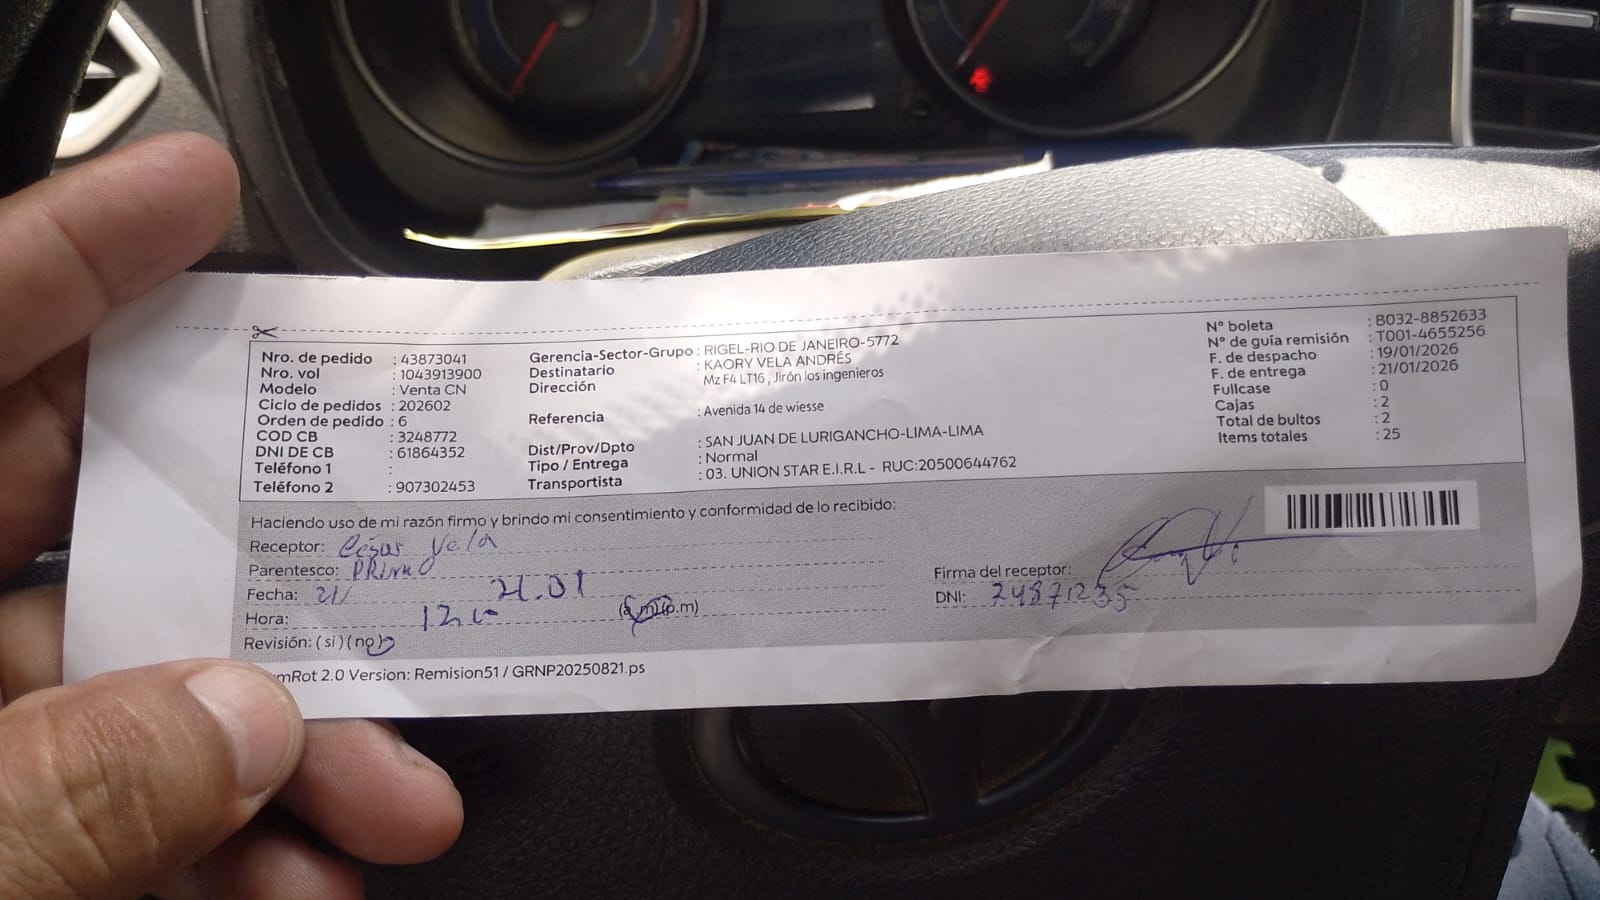 Nro. de pedido : 43873041
Nro. vol : 1043913900
Modelo : Venta CN
Ciclo de pedidos : 202602
Orden de pedido : 6
COD CB : 3248772
DNI DE CB : 61864352
Teléfono 1 :
Teléfono 2 : 907302453
Gerencia-Sector-Grupo : RIGEL-RIO DE JANEIRO-5772
Destinatario : KAORY VELA ANDRÉS
Dirección Mz F4 LT16 , Jirón los ingenieros
Referencia : Avenida 14 de wiesse
Dist/Prov/Dpto : SAN JUAN DE LURIGANCHO-LIMA-LIMA
Tipo / Entrega : Normal
Transportista : 03. UNION STAR E.I.R.L - RUC:20500644762
N° boleta : B032-8852633
N° de guía remisión : T001-4655256
F. de despacho : 19/01/2026
F. de entrega : 21/01/2026
Fullcase : 0
Cajas : 2
Total de bultos : 2
Items totales : 25
Haciendo uso de mi razón firmo y brindo mi consentimiento y conformidad de lo recibido:
Receptor: César Vela
Parentesco: PRimo
Fecha: 21/ 21.01
Hora: (a.m)(p.m)
Revisión: (si) (no)
Firma del receptor:
DNI:
mRot 2.0 Version: Remision51 / GRNP20250821.ps